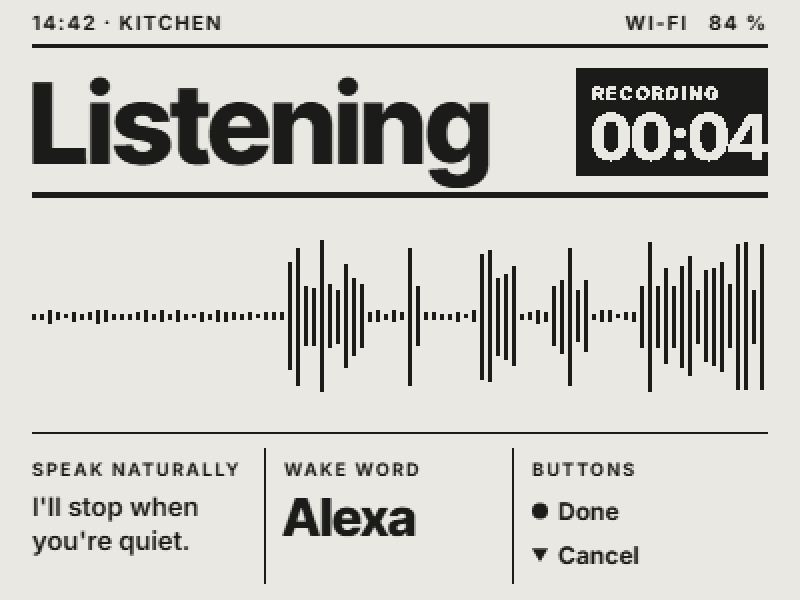 14:42 · KITCHEN
WI-FI 84 %
Listening
RECORDING
00:04
SPEAK NATURALLY
I'll stop when
you're quiet.
WAKE WORD
Alexa
BUTTONS
● Done
▼ Cancel